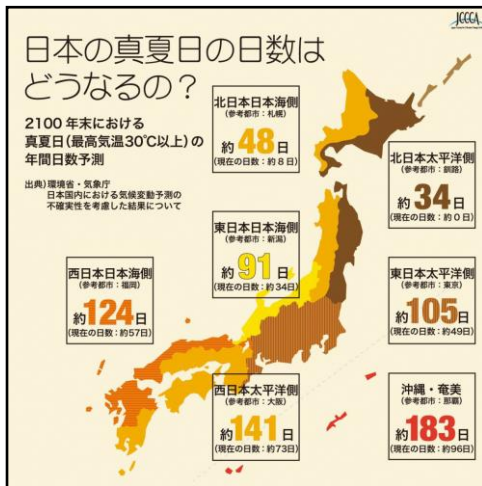 JCCCA
日本の真夏日の日数は
どうなるの？
2100年末における
真夏日（最高気温30℃以上）の
年間日数予測
出典）環境省・気象庁
日本国内における気候変動予測の
不確実性を考慮した結果について
北日本日本海側
（参考都市：札幌）
約48日
（現在の日数：約8日）
北日本太平洋側
（参考都市：釧路）
約34日
（現在の日数：約0日）
東日本日本海側
（参考都市：新潟）
約91日
（現在の日数：約34日）
西日本日本海側
（参考都市：福岡）
約124日
（現在の日数：約57日）
東日本太平洋側
（参考都市：東京）
約105日
（現在の日数：約49日）
西日本太平洋側
（参考都市：大阪）
約141日
（現在の日数：約73日）
沖縄・奄美
（参考都市：那覇）
約183日
（現在の日数：約96日）